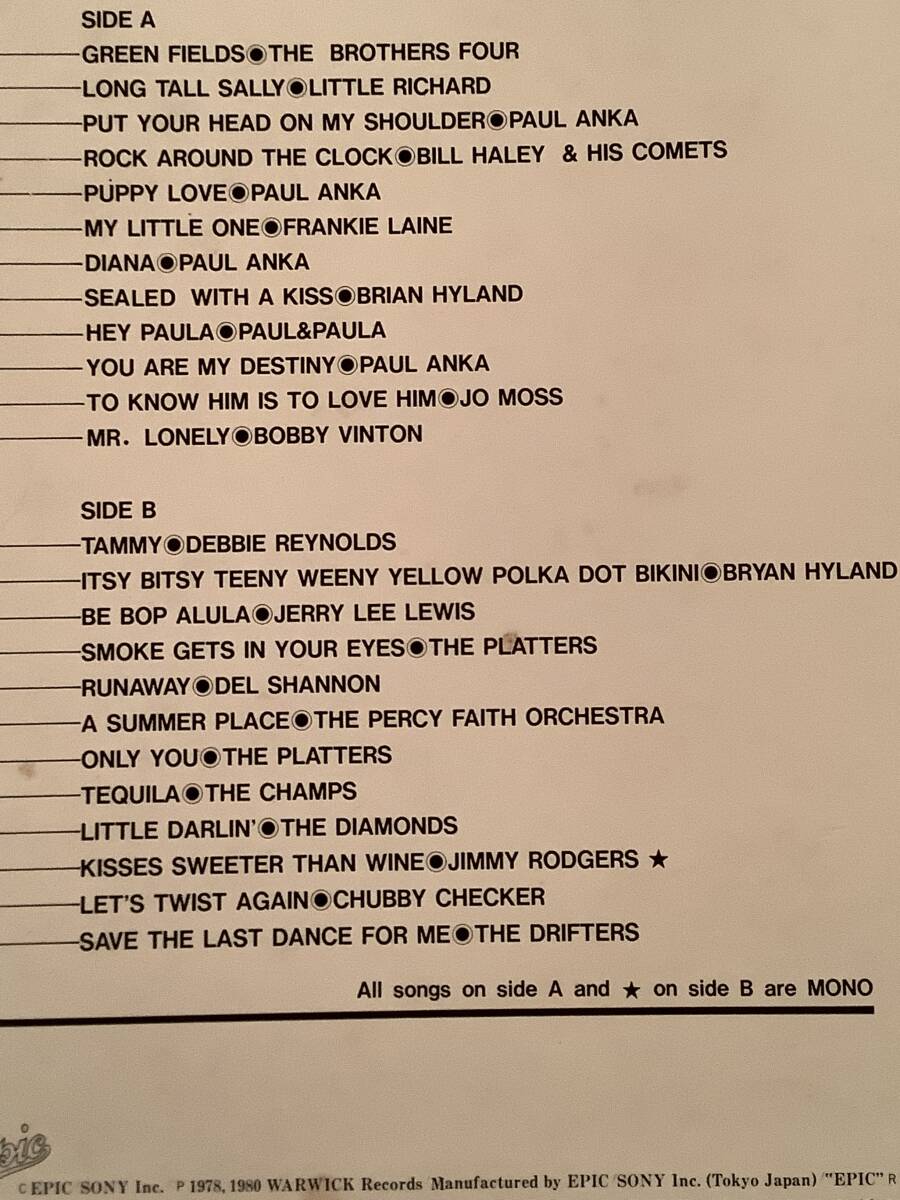 SIDE A
GREEN FIELDS◉THE BROTHERS FOUR
LONG TALL SALLY◉LITTLE RICHARD
PUT YOUR HEAD ON MY SHOULDER◉PAUL ANKA
ROCK AROUND THE CLOCK◉BILL HALEY & HIS COMETS
PUPPY LOVE◉PAUL ANKA
MY LITTLE ONE◉FRANKIE LAINE
DIANA◉PAUL ANKA
SEALED WITH A KISS◉BRIAN HYLAND
HEY PAULA◉PAUL&PAULA
YOU ARE MY DESTINY◉PAUL ANKA
TO KNOW HIM IS TO LOVE HIM◉JO MOSS
MR. LONELY◉BOBBY VINTON
SIDE B
TAMMY◉DEBBIE REYNOLDS
ITSY BITSY TEENY WEENY YELLOW POLKA DOT BIKINI◉BRYAN HYLAND
BE BOP ALULA◉JERRY LEE LEWIS
SMOKE GETS IN YOUR EYES◉THE PLATTERS
RUNAWAY◉DEL SHANNON
A SUMMER PLACE◉THE PERCY FAITH ORCHESTRA
ONLY YOU◉THE PLATTERS
TEQUILA◉THE CHAMPS
LITTLE DARLIN'◉THE DIAMONDS
KISSES SWEETER THAN WINE◉JIMMY RODGERS ★
LET'S TWIST AGAIN◉CHUBBY CHECKER
SAVE THE LAST DANCE FOR ME◉THE DRIFTERS
All songs on side A and ★ on side B are MONO
pic
© EPIC SONY Inc. ℗ 1978, 1980 WARWICK Records Manufactured by EPIC/SONY Inc. (Tokyo Japan) "EPIC" R